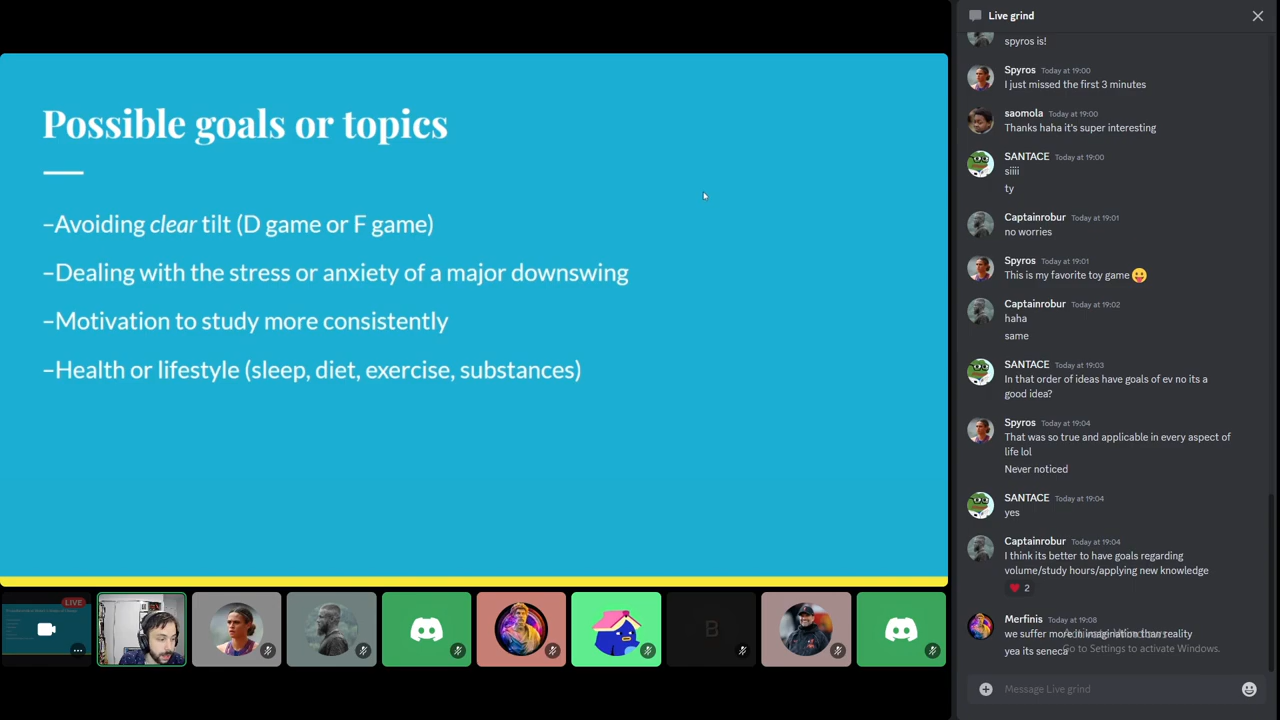 Possible goals or topics
–Avoiding clear tilt (D game or F game)
–Dealing with the stress or anxiety of a major downswing
–Motivation to study more consistently
–Health or lifestyle (sleep, diet, exercise, substances)
LIVE
B
Live grind
spyros is!
Spyros Today at 19:00
I just missed the first 3 minutes
saomola Today at 19:00
Thanks haha it's super interesting
SANTACE Today at 19:00
siiii
ty
Captainrobur Today at 19:01
no worries
Spyros Today at 19:01
This is my favorite toy game 😛
Captainrobur Today at 19:02
haha
same
SANTACE Today at 19:03
In that order of ideas have goals of ev no its a
good idea?
Spyros Today at 19:04
That was so true and applicable in every aspect of
life lol
Never noticed
SANTACE Today at 19:04
yes
Captainrobur Today at 19:04
I think its better to have goals regarding
volume/study hours/applying new knowledge
❤️ 2
Merfinis Today at 19:08
we suffer more in imagination than reality
yea its seneca
Activate Windows
Go to Settings to activate Windows.
Message Live grind